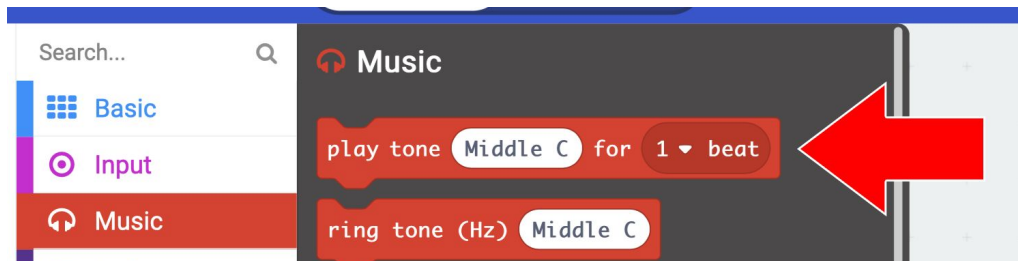 Search...
Basic
Input
Music
Music
play tone Middle C for 1 beat
ring tone (Hz) Middle C